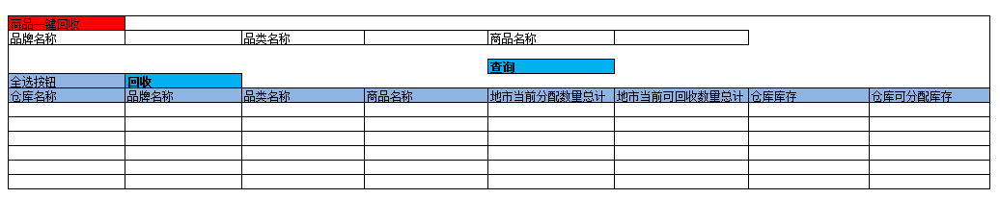 商品一键回收
品牌名称 品类名称 商品名称
查询
全选按钮 回收
仓库名称 品牌名称 品类名称 商品名称 地市当前分配数量总计 地市当前可回收数量总计 仓库库存 仓库可分配库存